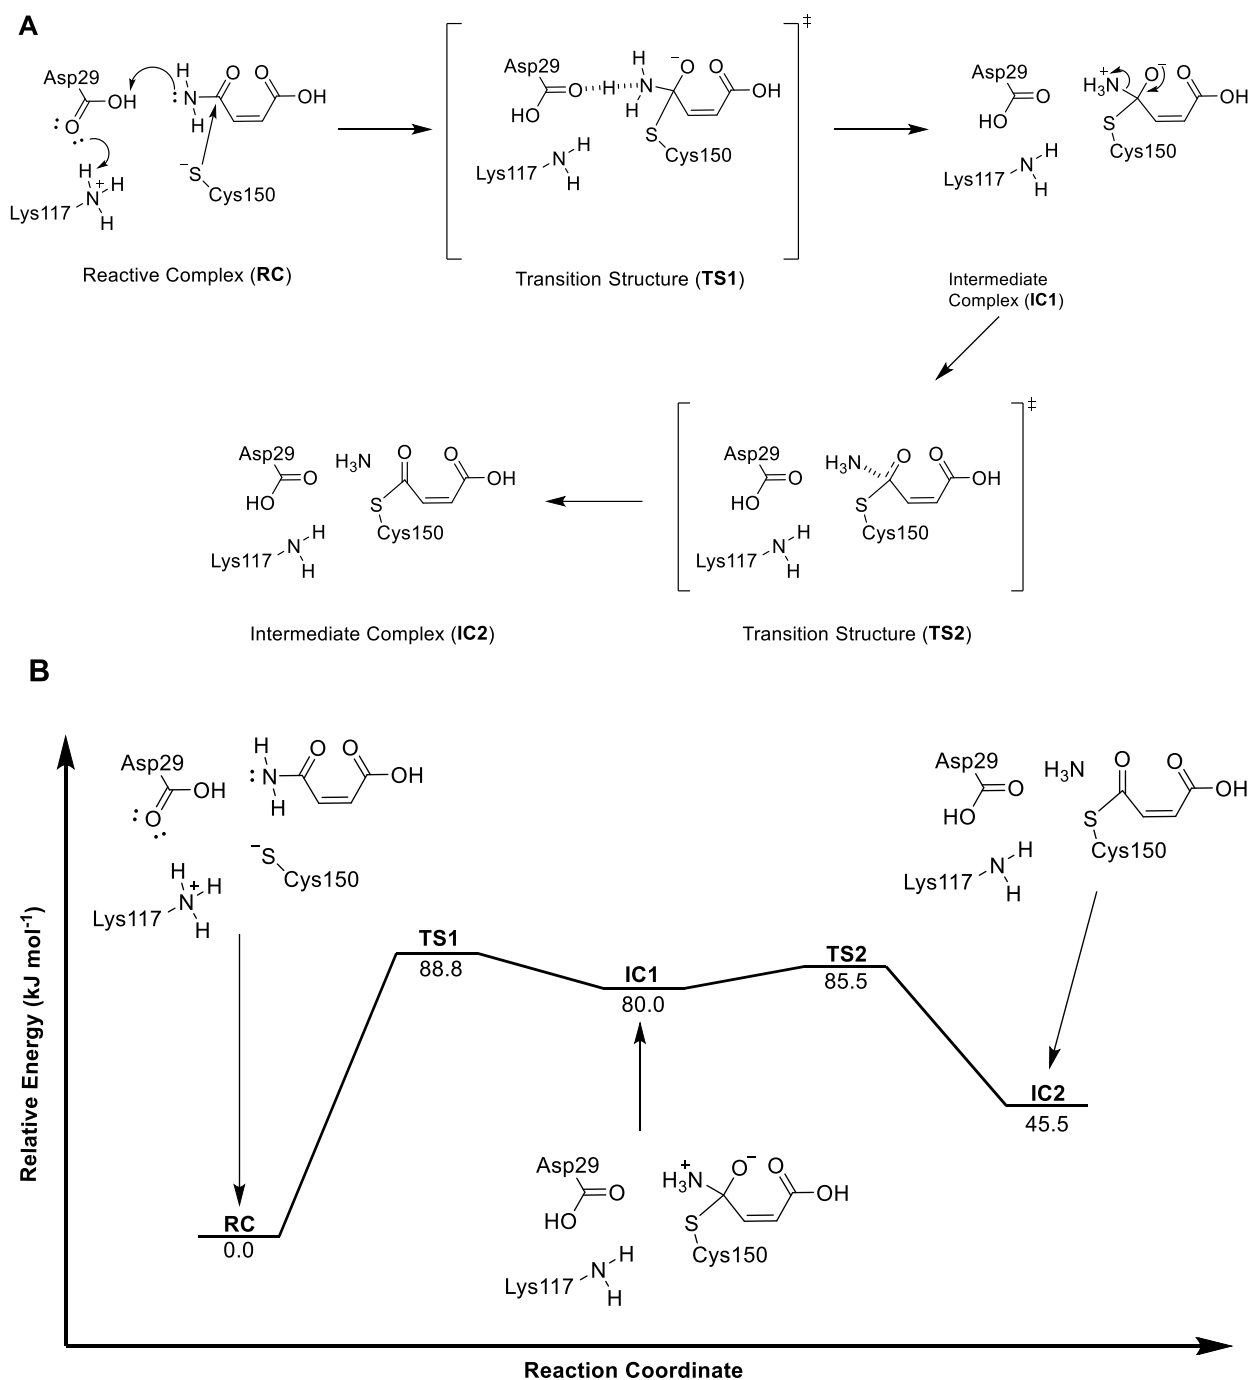 A
Asp29
OH
O
H
N
H
O
O
OH
H
N
+
H
H
Lys117
−
S
Cys150
Reactive Complex (RC)
Asp29
O
HO
H
H
N
H
−O
O
OH
S
Cys150
Lys117
N
H
H
‡
Transition Structure (TS1)
Asp29
O
HO
+
H3N
O−
O
OH
S
Cys150
Lys117
N
H
H
Intermediate
Complex (IC1)
Asp29
O
HO
H3N
O
O
OH
S
Cys150
Lys117
N
H
H
Intermediate Complex (IC2)
Asp29
O
HO
H3N
O
O
OH
S
Cys150
Lys117
N
H
H
‡
Transition Structure (TS2)
B
Relative Energy (kJ mol-1)
Asp29
OH
O
H
:N
H
O
O
OH
H
N
+
H
H
Lys117
−S
Cys150
Asp29
O
HO
H3N
O
O
OH
S
Cys150
Lys117
N
H
H
TS1
88.8
IC1
80.0
TS2
85.5
IC2
45.5
RC
0.0
Asp29
O
HO
+
H3N
O−
O
OH
S
Cys150
Lys117
N
H
H
Reaction Coordinate